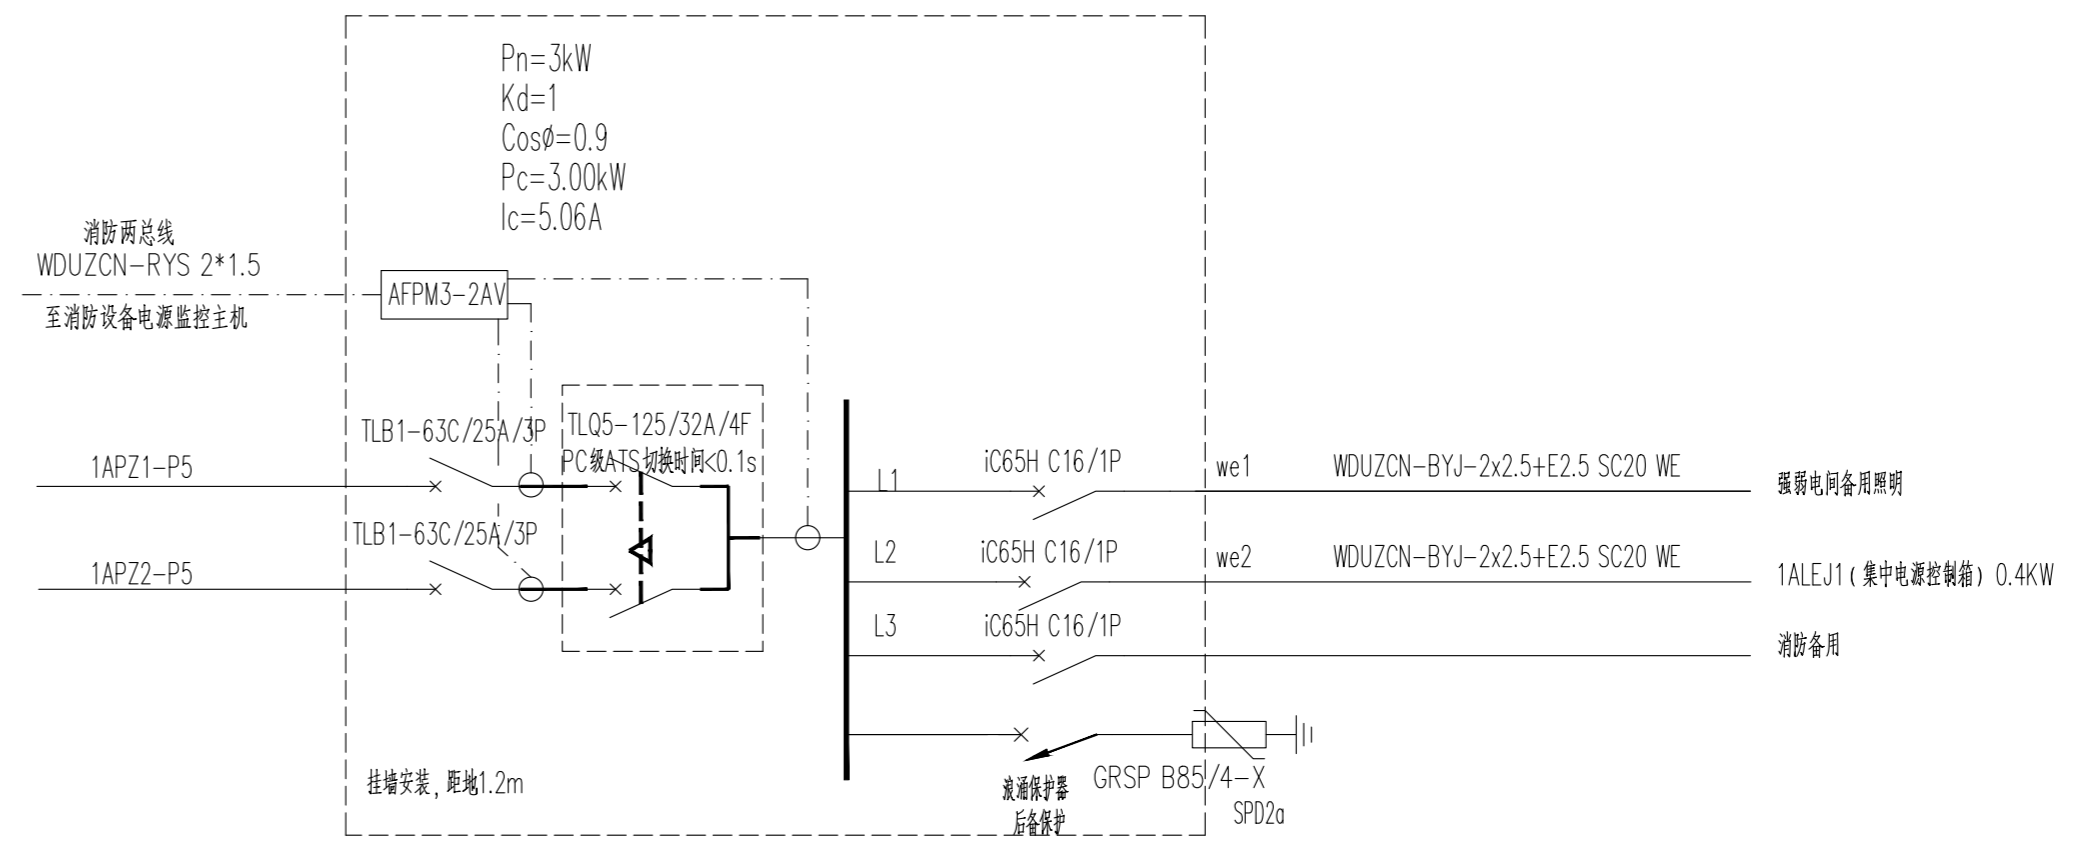 Pn=3kW
Kd=1
Cosø=0.9
Pc=3.00kW
Ic=5.06A
消防两总线
WDUZCN-RYS 2*1.5
至消防设备电源监控主机
AFPM3-2AV
TLB1-63C/25A/3P
TLQ5-125/32A/4F
PC级ATS切换时间<0.1s
1APZ1-P5
TLB1-63C/25A/3P
1APZ2-P5
L1
iC65H C16/1P
we1
WDUZCN-BYJ-2x2.5+E2.5 SC20 WE
强弱电间备用照明
L2
iC65H C16/1P
we2
WDUZCN-BYJ-2x2.5+E2.5 SC20 WE
1ALEJ1(集中电源控制箱) 0.4KW
L3
iC65H C16/1P
消防备用
挂墙安装,距地1.2m
浪涌保护器
后备保护
GRSP B85/4-X
SPD2a